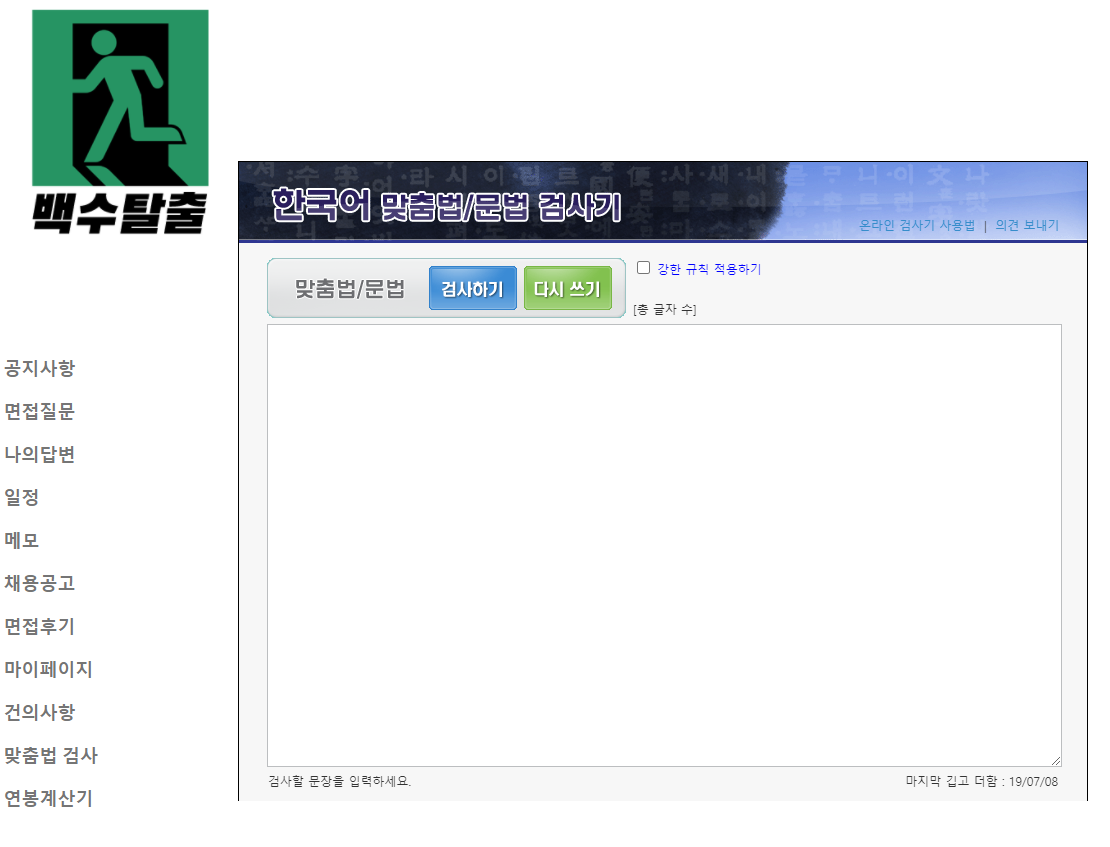 백수탈출
공지사항
면접질문
나의답변
일정
메모
채용공고
면접후기
마이페이지
건의사항
맞춤법 검사
연봉계산기
한국어 맞춤법/문법 검사기
온라인 검사기 사용법 | 의견 보내기
맞춤법/문법 검사하기 다시 쓰기
강한 규칙 적용하기
[총 글자 수]
검사할 문장을 입력하세요.
마지막 깁고 더함 : 19/07/08